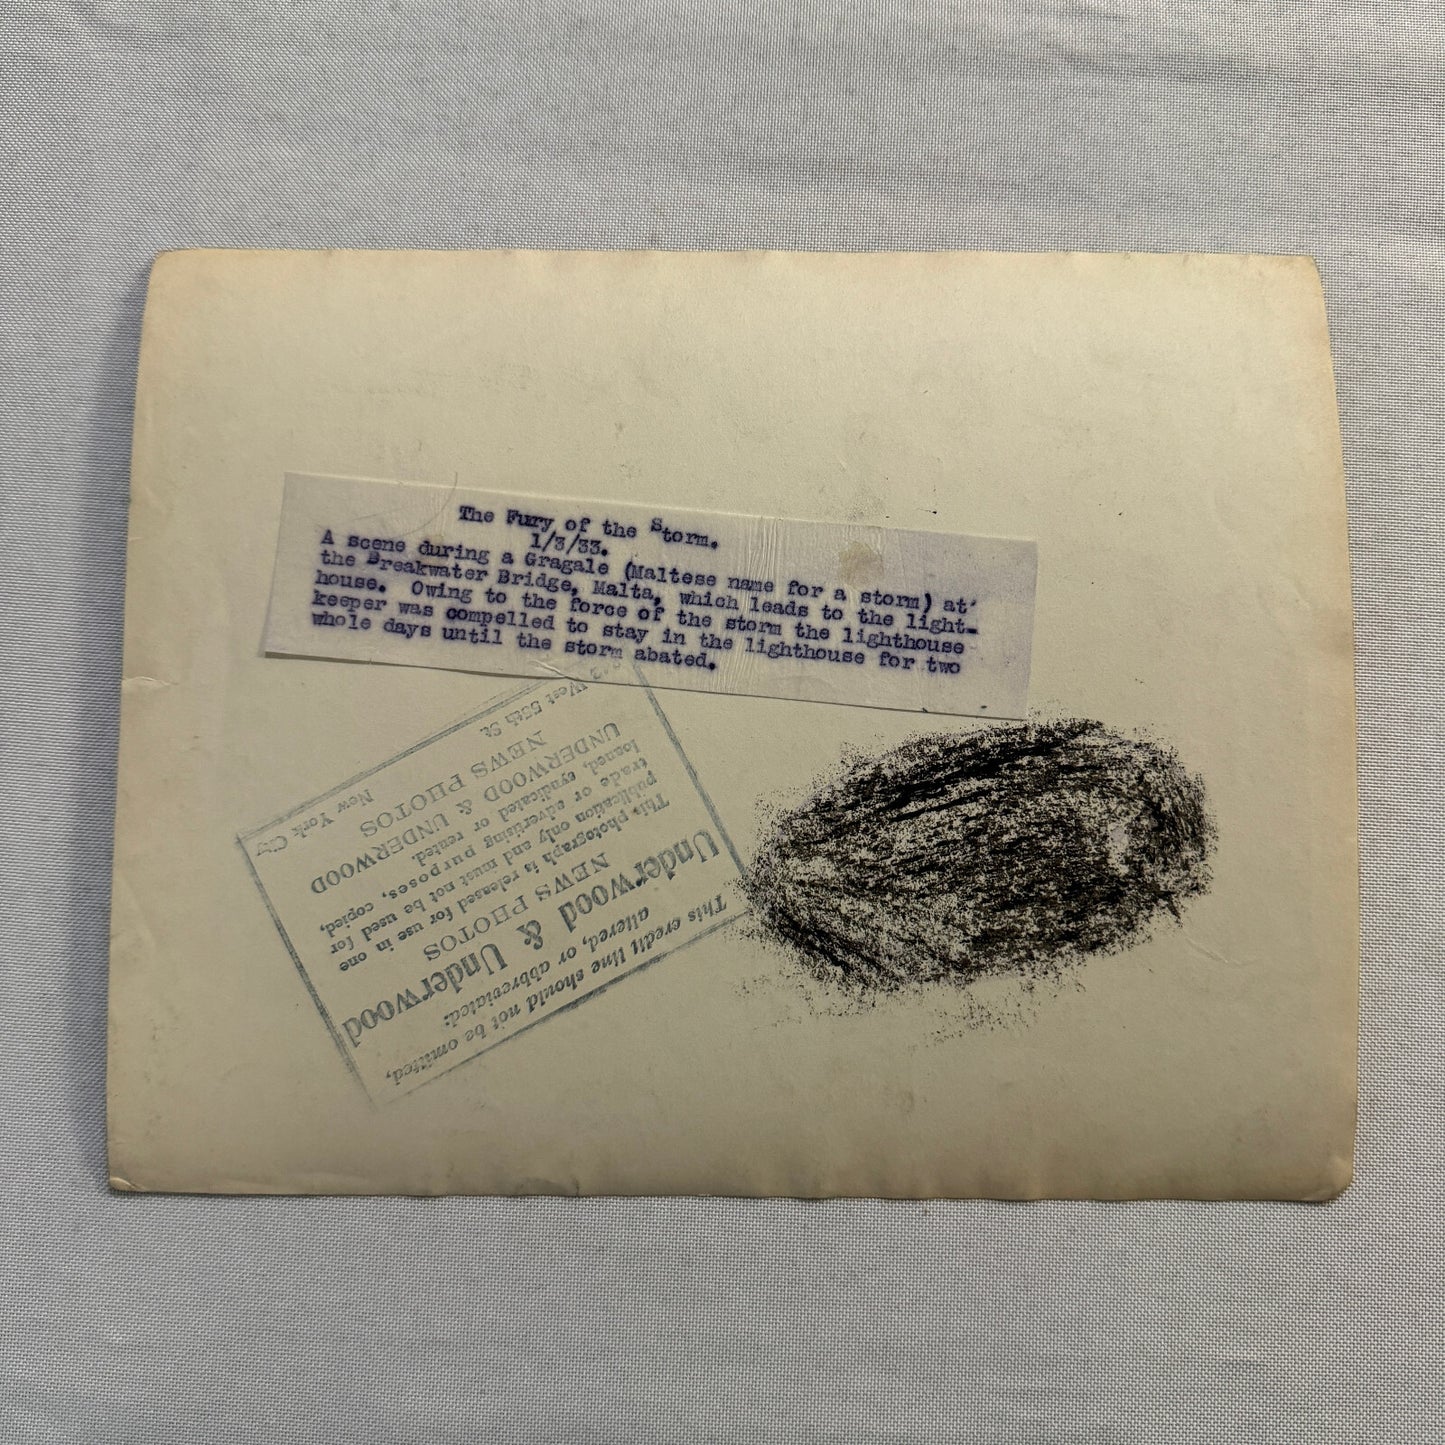 The Fury of the Storm.
1/3/33.
A scene during a Gragale (Maltese name for a storm) at
the Breakwater Bridge, Malta, which leads to the light-
house. Owing to the force of the storm the lighthouse
keeper was compelled to stay in the lighthouse for two
whole days until the storm abated.
This credit line should not be omitted,
altered, or abbreviated:
Underwood & Underwood
NEWS PHOTOS
This photograph is released for use in one
publication only and must not be used for
trade or advertising purposes, copied,
loaned, syndicated or rented.
UNDERWOOD & UNDERWOOD
NEWS PHOTOS
West 55th St. New York City